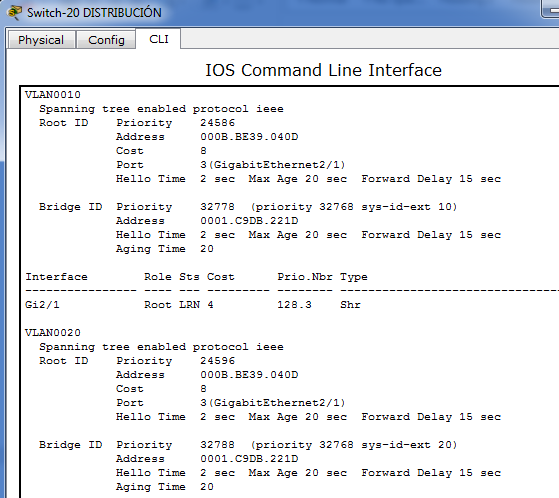 Switch-20 DISTRIBUCIÓN
Physical Config CLI
IOS Command Line Interface
VLAN0010
Spanning tree enabled protocol ieee
Root ID Priority 24586
Address 000B.BE39.040D
Cost 8
Port 3(GigabitEthernet2/1)
Hello Time 2 sec Max Age 20 sec Forward Delay 15 sec
Bridge ID Priority 32778 (priority 32768 sys-id-ext 10)
Address 0001.C9DB.221D
Hello Time 2 sec Max Age 20 sec Forward Delay 15 sec
Aging Time 20
Interface Role Sts Cost Prio.Nbr Type
---------------- ---- --- --------- -------- --------------------------------
Gi2/1 Root LRN 4 128.3 Shr
VLAN0020
Spanning tree enabled protocol ieee
Root ID Priority 24596
Address 000B.BE39.040D
Cost 8
Port 3(GigabitEthernet2/1)
Hello Time 2 sec Max Age 20 sec Forward Delay 15 sec
Bridge ID Priority 32788 (priority 32768 sys-id-ext 20)
Address 0001.C9DB.221D
Hello Time 2 sec Max Age 20 sec Forward Delay 15 sec
Aging Time 20